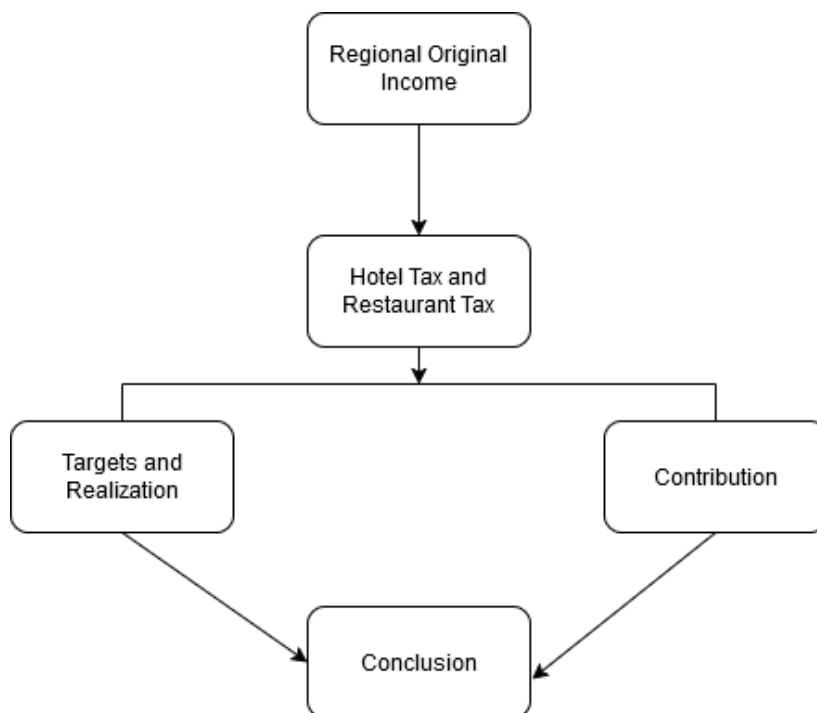 Regional Original
Income
Hotel Tax and
Restaurant Tax
Targets and
Realization
Contribution
Conclusion